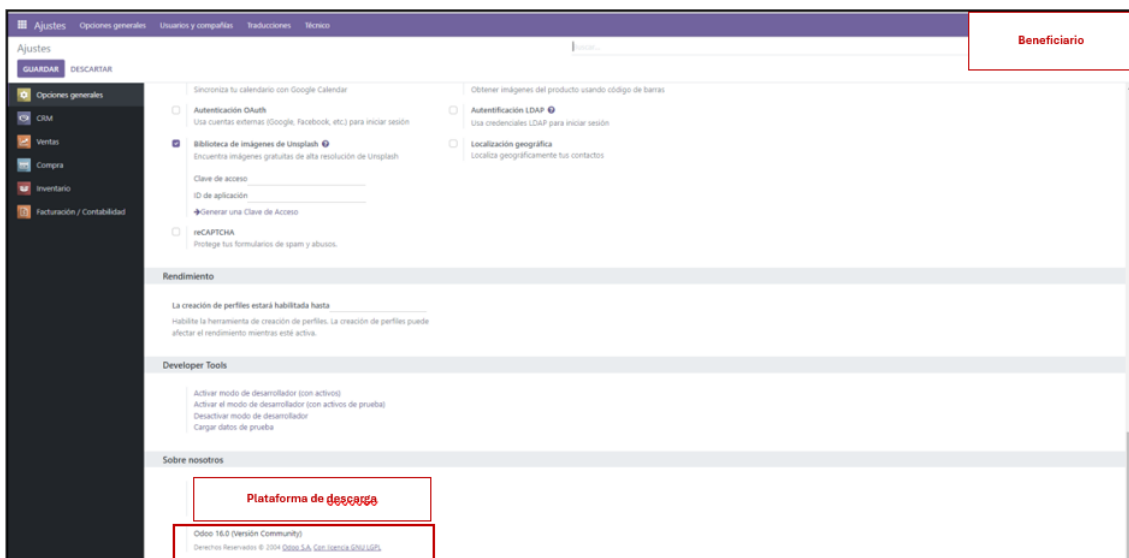 Ajustes Opciones generales Usuarios y compañías Traducciones Técnico
Beneficiario
Ajustes
Buscar...
GUARDAR DESCARTAR
Opciones generales
CRM
Ventas
Compra
Inventario
Facturación / Contabilidad
Sincroniza tu calendario con Google Calendar
Obtener imágenes del producto usando código de barras
Autenticación OAuth
Usa cuentas externas (Google, Facebook, etc.) para iniciar sesión
Autentificación LDAP
Usa credenciales LDAP para iniciar sesión
Biblioteca de imágenes de Unsplash
Encuentra imágenes gratuitas de alta resolución de Unsplash
Localización geográfica
Localiza geográficamente tus contactos
Clave de acceso
ID de aplicación
Generar una Clave de Acceso
reCAPTCHA
Protege tus formularios de spam y abusos.
Rendimiento
La creación de perfiles estará habilitada hasta
Habilite la herramienta de creación de perfiles. La creación de perfiles puede
afectar el rendimiento mientras esté activa.
Developer Tools
Activar modo de desarrollador (con activos)
Activar el modo de desarrollador (con activos de prueba)
Desactivar modo de desarrollador
Cargar datos de prueba
Sobre nosotros
Plataforma de descarga
Odoo 16.0 (Versión Community)
Derechos Reservados © 2004 Odoo S.A. Con licencia GNU LGPL